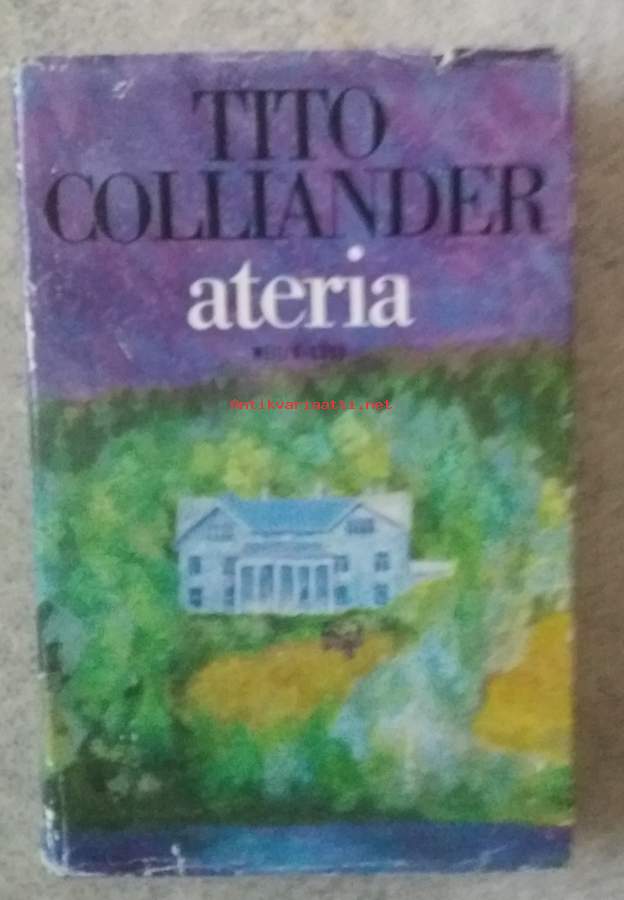 TITO
COLLIANDER
ateria
Antikvariaatti.net